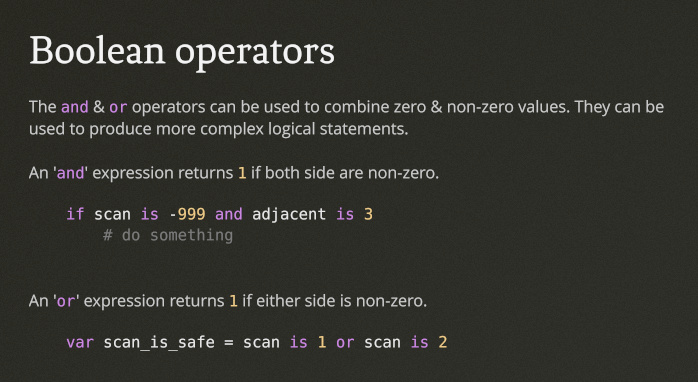 Boolean operators
The and & or operators can be used to combine zero & non-zero values. They can be
used to produce more complex logical statements.
An 'and' expression returns 1 if both side are non-zero.
if scan is -999 and adjacent is 3
# do something
An 'or' expression returns 1 if either side is non-zero.
var scan_is_safe = scan is 1 or scan is 2